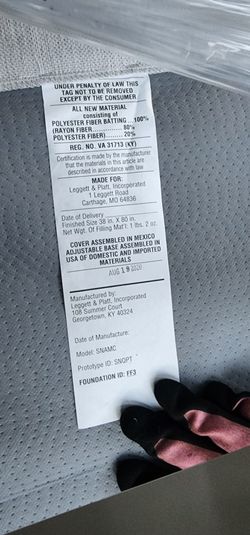 UNDER PENALTY OF LAW THIS
TAG NOT TO BE REMOVED
EXCEPT BY THE CONSUMER
ALL NEW MATERIAL
consisting of
POLYESTER FIBER BATTING....100%
(RAYON FIBER..............80%
POLYESTER FIBER)........20%
REG. NO. VA 31713 (KY)
Certification is made by the manufacturer
that the materials in this article are
described in accordance with law
MADE FOR:
Leggett & Platt, Incorporated
1 Leggett Road
Carthage, MO 64836
Date of Delivery
Finished Size 38 in. X 80 in.
Net Wgt. Of Filling Mat'l: 1 lbs. 2 oz.
COVER ASSEMBLED IN MEXICO
ADJUSTABLE BASE ASSEMBLED IN
USA OF DOMESTIC AND IMPORTED
MATERIALS
AUG 19 2020
Manufactured by:
Leggett & Platt, Incorporated
108 Summer Court
Georgetown, KY 40324
Date of Manufacture:
Model: SNAMC
Prototype ID: SNQPT
FOUNDATION ID: FF3